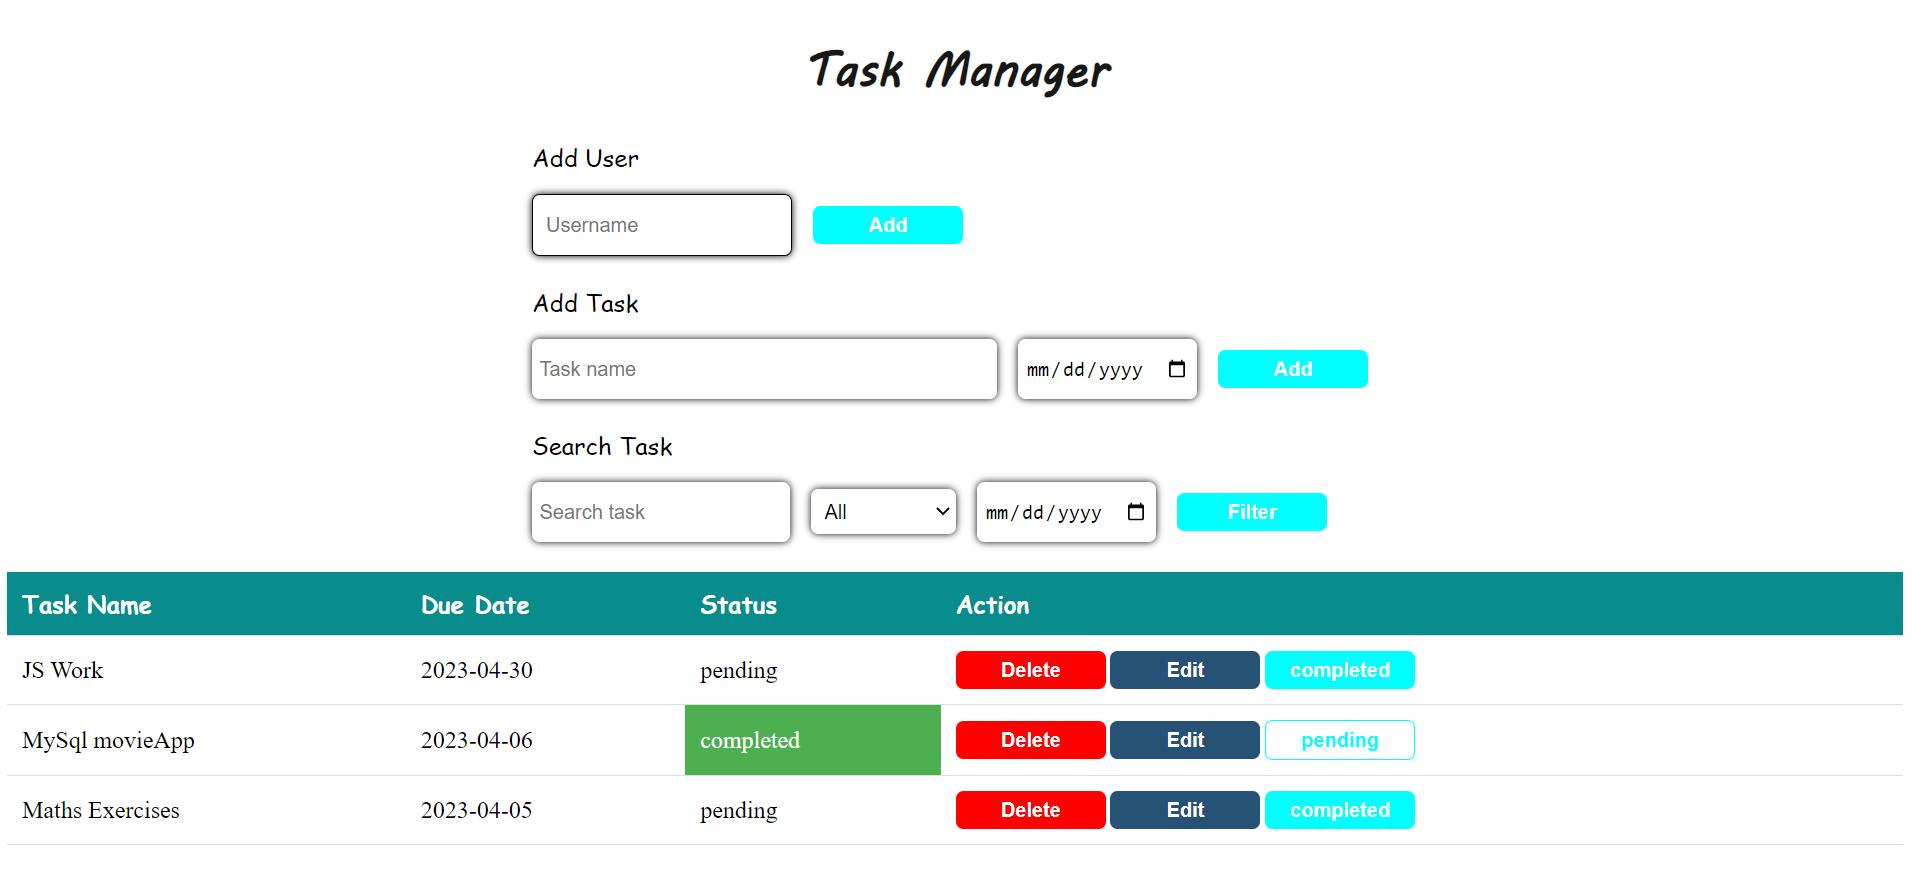 Task Manager
Add User
Username Add
Add Task
Task name mm/dd/yyyy Add
Search Task
Search task All mm/dd/yyyy Filter
Task Name Due Date Status Action
JS Work 2023-04-30 pending Delete Edit completed
MySql movieApp 2023-04-06 completed Delete Edit pending
Maths Exercises 2023-04-05 pending Delete Edit completed